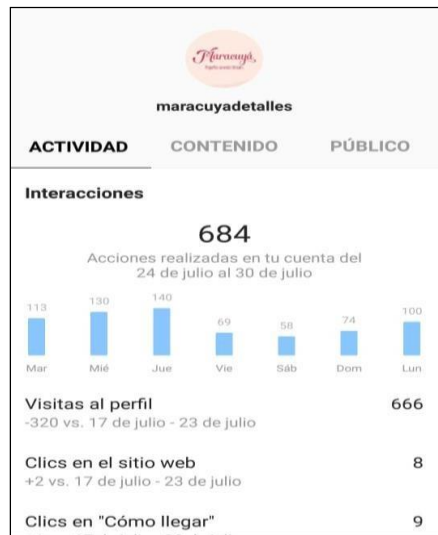 Maracuyá
maracuyadetalles
ACTIVIDAD CONTENIDO PÚBLICO
Interacciones
684
Acciones realizadas en tu cuenta del
24 de julio al 30 de julio
113 130 140 69 58 74 100
Mar Mié Jue Vie Sáb Dom Lun
Visitas al perfil 666
-320 vs. 17 de julio - 23 de julio
Clics en el sitio web 8
+2 vs. 17 de julio - 23 de julio
Clics en "Cómo llegar" 9